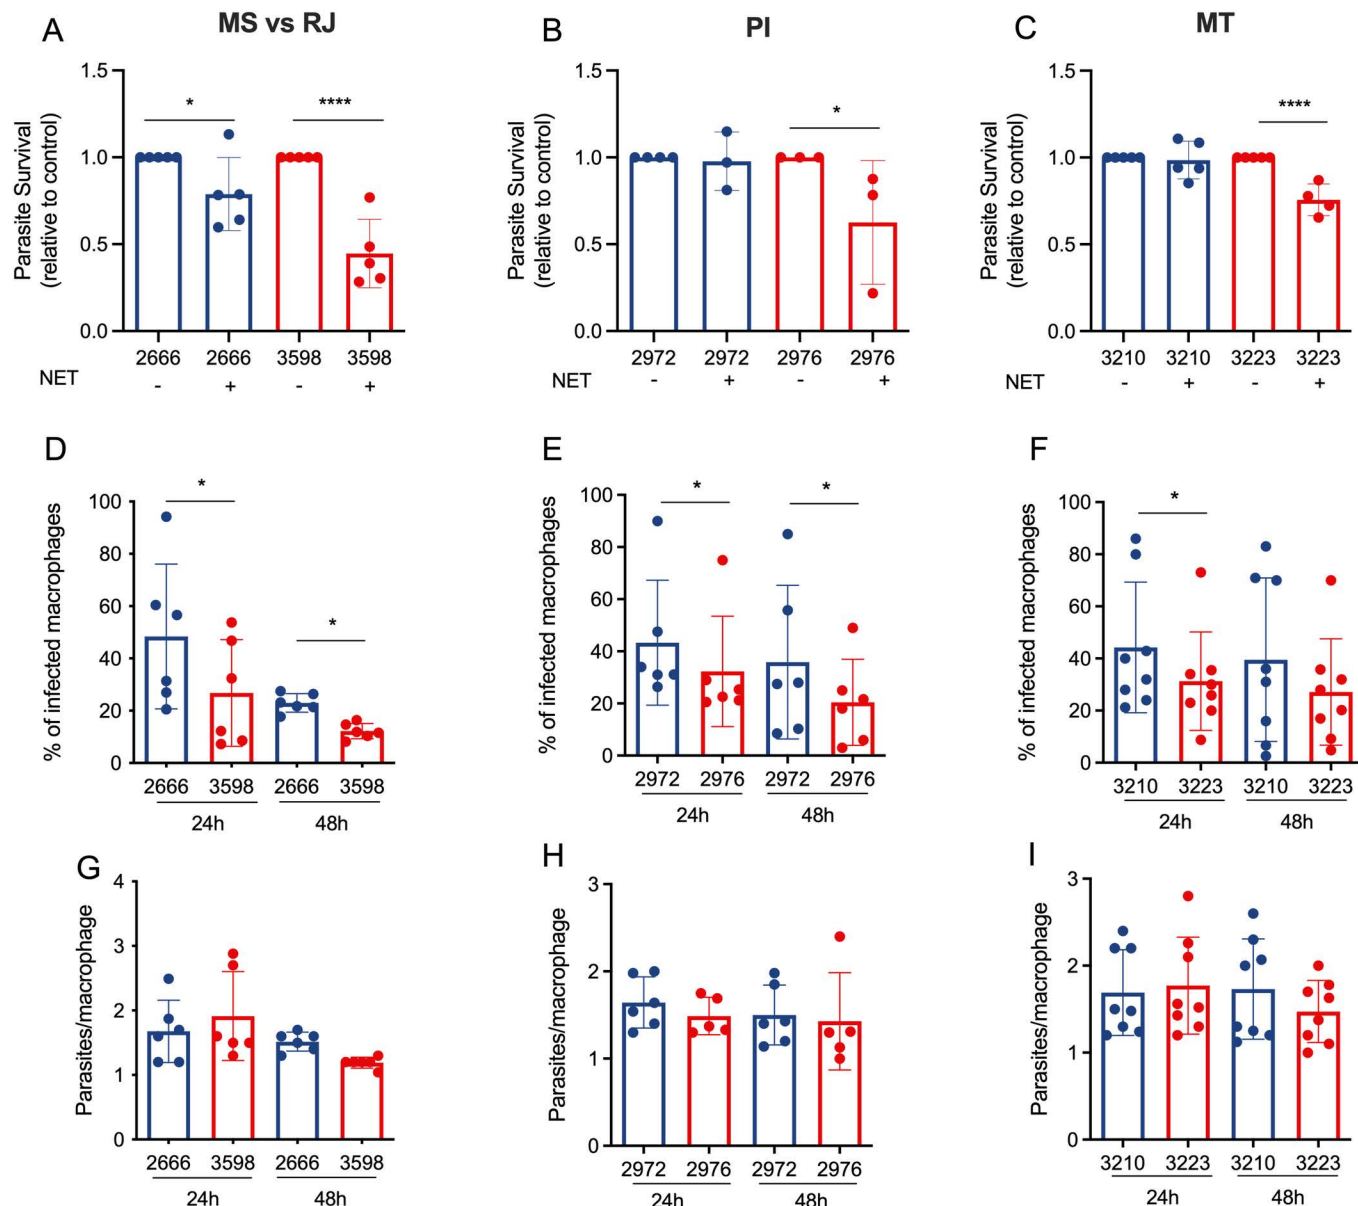 A MS vs RJ
B PI
C MT
Parasite Survival
(relative to control)
1.5
1.0
0.5
0.0
*
****
2666 2666 3598 3598
NET - + - +
Parasite Survival
(relative to control)
1.5
1.0
0.5
0.0
*
2972 2972 2976 2976
NET - + - +
Parasite Survival
(relative to control)
1.5
1.0
0.5
0.0
****
3210 3210 3223 3223
NET - + - +
D
% of infected macrophages
100
80
60
40
20
0
*
*
2666 3598 2666 3598
24h 48h
E
% of infected macrophages
100
80
60
40
20
0
*
*
2972 2976 2972 2976
24h 48h
F
% of infected macrophages
100
80
60
40
20
0
*
3210 3223 3210 3223
24h 48h
G
Parasites/macrophage
4
3
2
1
0
2666 3598 2666 3598
24h 48h
H
Parasites/macrophage
3
2
1
0
2972 2976 2972 2976
24h 48h
I
Parasites/macrophage
3
2
1
0
3210 3223 3210 3223
24h 48h